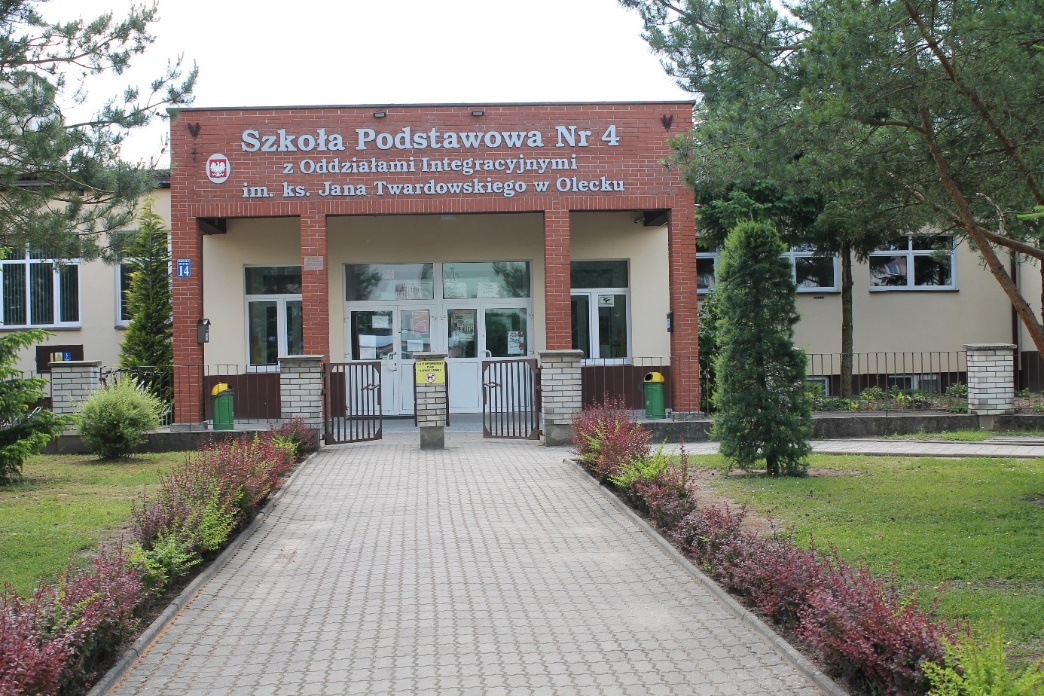 Szkoła Podstawowa Nr 4
z Oddziałami Integracyjnymi
im. ks. Jana Twardowskiego w Olecku
14